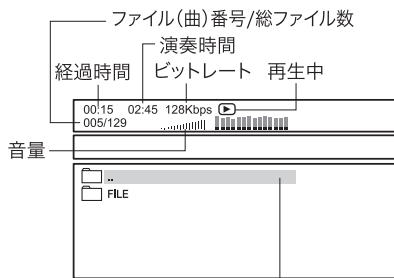 ファイル(曲)番号/総ファイル数
演奏時間
経過時間 ビットレート 再生中
00:15 02:45 128Kbps
005/129
音量
..
FILE